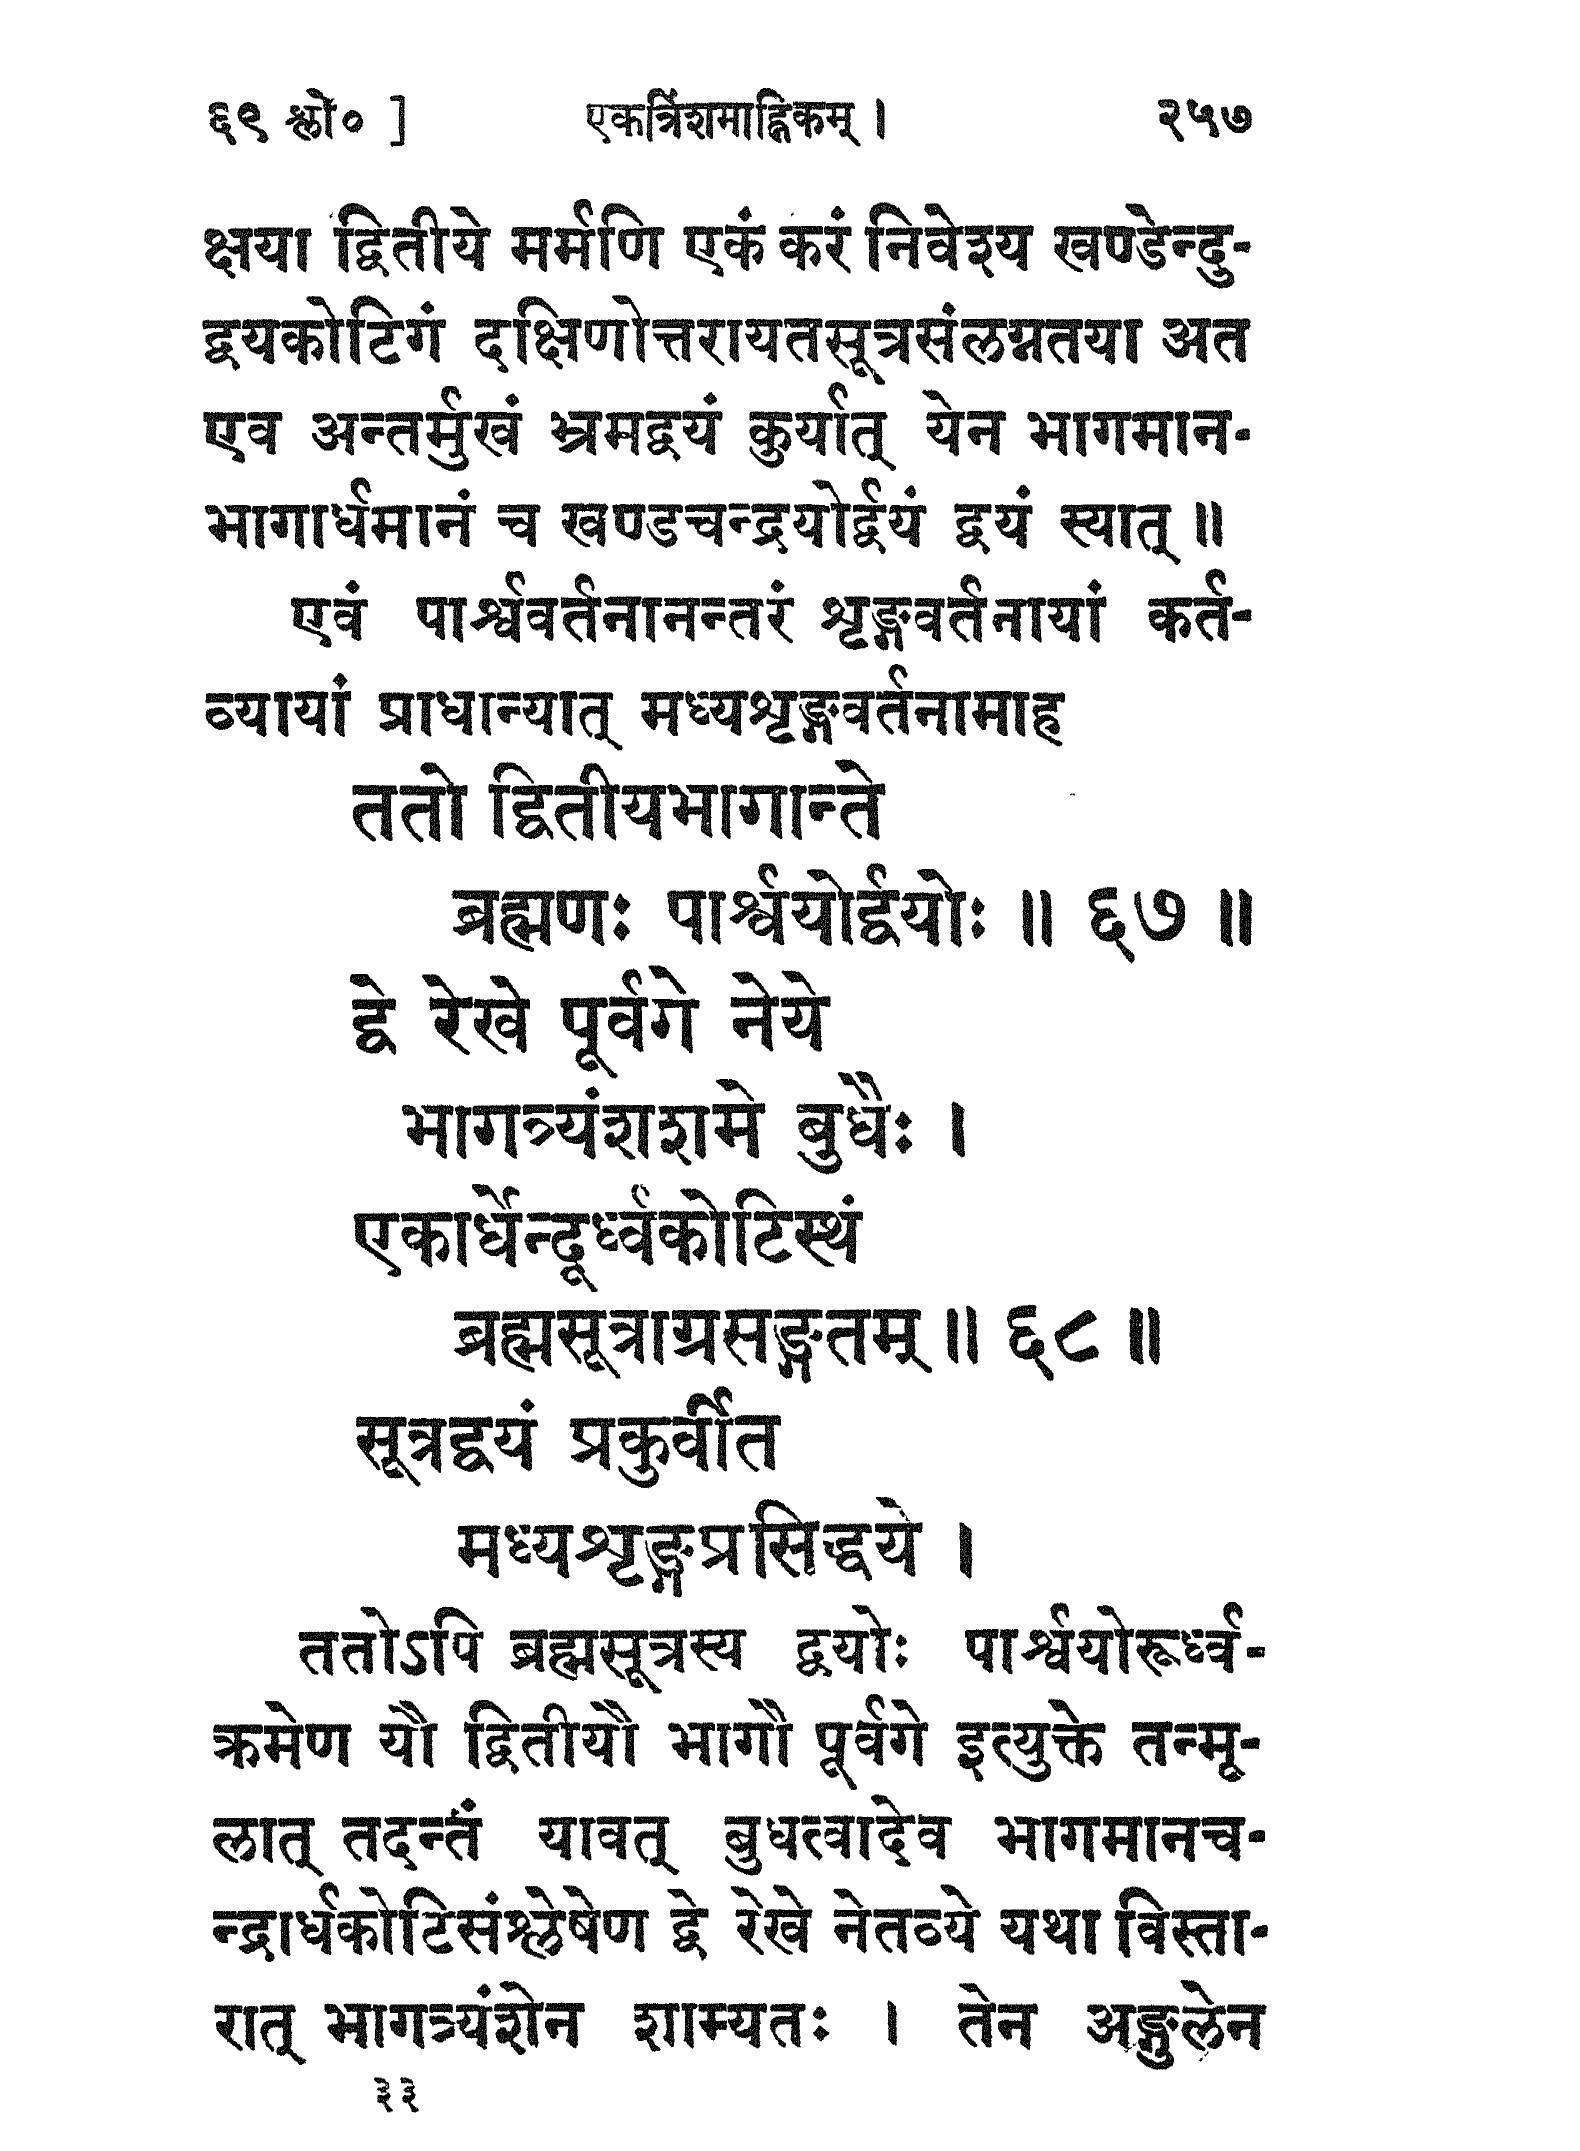 ६९ श्लो० ] एकत्रिंशमाह्निकम् । २५७
क्षया द्वितीये मर्मणि एकं करं निवेश्य खण्डेन्दु-
द्वयकोटिगं दक्षिणोत्तरायतसूत्रसंलग्नतया अत
एव अन्तर्मुखं भ्रमद्वयं कुर्यात् येन भागमान-
भागार्धमानं च खण्डचन्द्रयोर्द्वयं द्वयं स्यात् ॥
एवं पार्श्ववर्तनानन्तरं शृङ्गवर्तनायां कर्त-
व्यायां प्राधान्यात् मध्यशृङ्गवर्तनामाह
ततो द्वितीयभागान्ते
ब्रह्मणः पार्श्वयोर्द्वयोः ॥ ६७ ॥
द्वे रेखे पूर्वगे नेये
भागत्र्यंशशमे बुधैः ।
एकार्धेन्दूर्ध्वकोटिस्थं
ब्रह्मसूत्राग्रसङ्गतम् ॥ ६८ ॥
सूत्रद्वयं प्रकुर्वीत
मध्यशृङ्गप्रसिद्धये ।
ततोऽपि ब्रह्मसूत्रस्य द्वयोः पार्श्वयोरूर्ध्व-
क्रमेण यौ द्वितीयौ भागौ पूर्वगे इत्युक्ते तन्मू-
लात् तदन्तं यावत् बुधत्वादेव भागमानच-
न्द्रार्धकोटिसंश्लेषेण द्वे रेखे नेतव्ये यथा विस्ता-
रात् भागत्र्यंशेन शाम्यतः । तेन अङ्गुलेन
३३